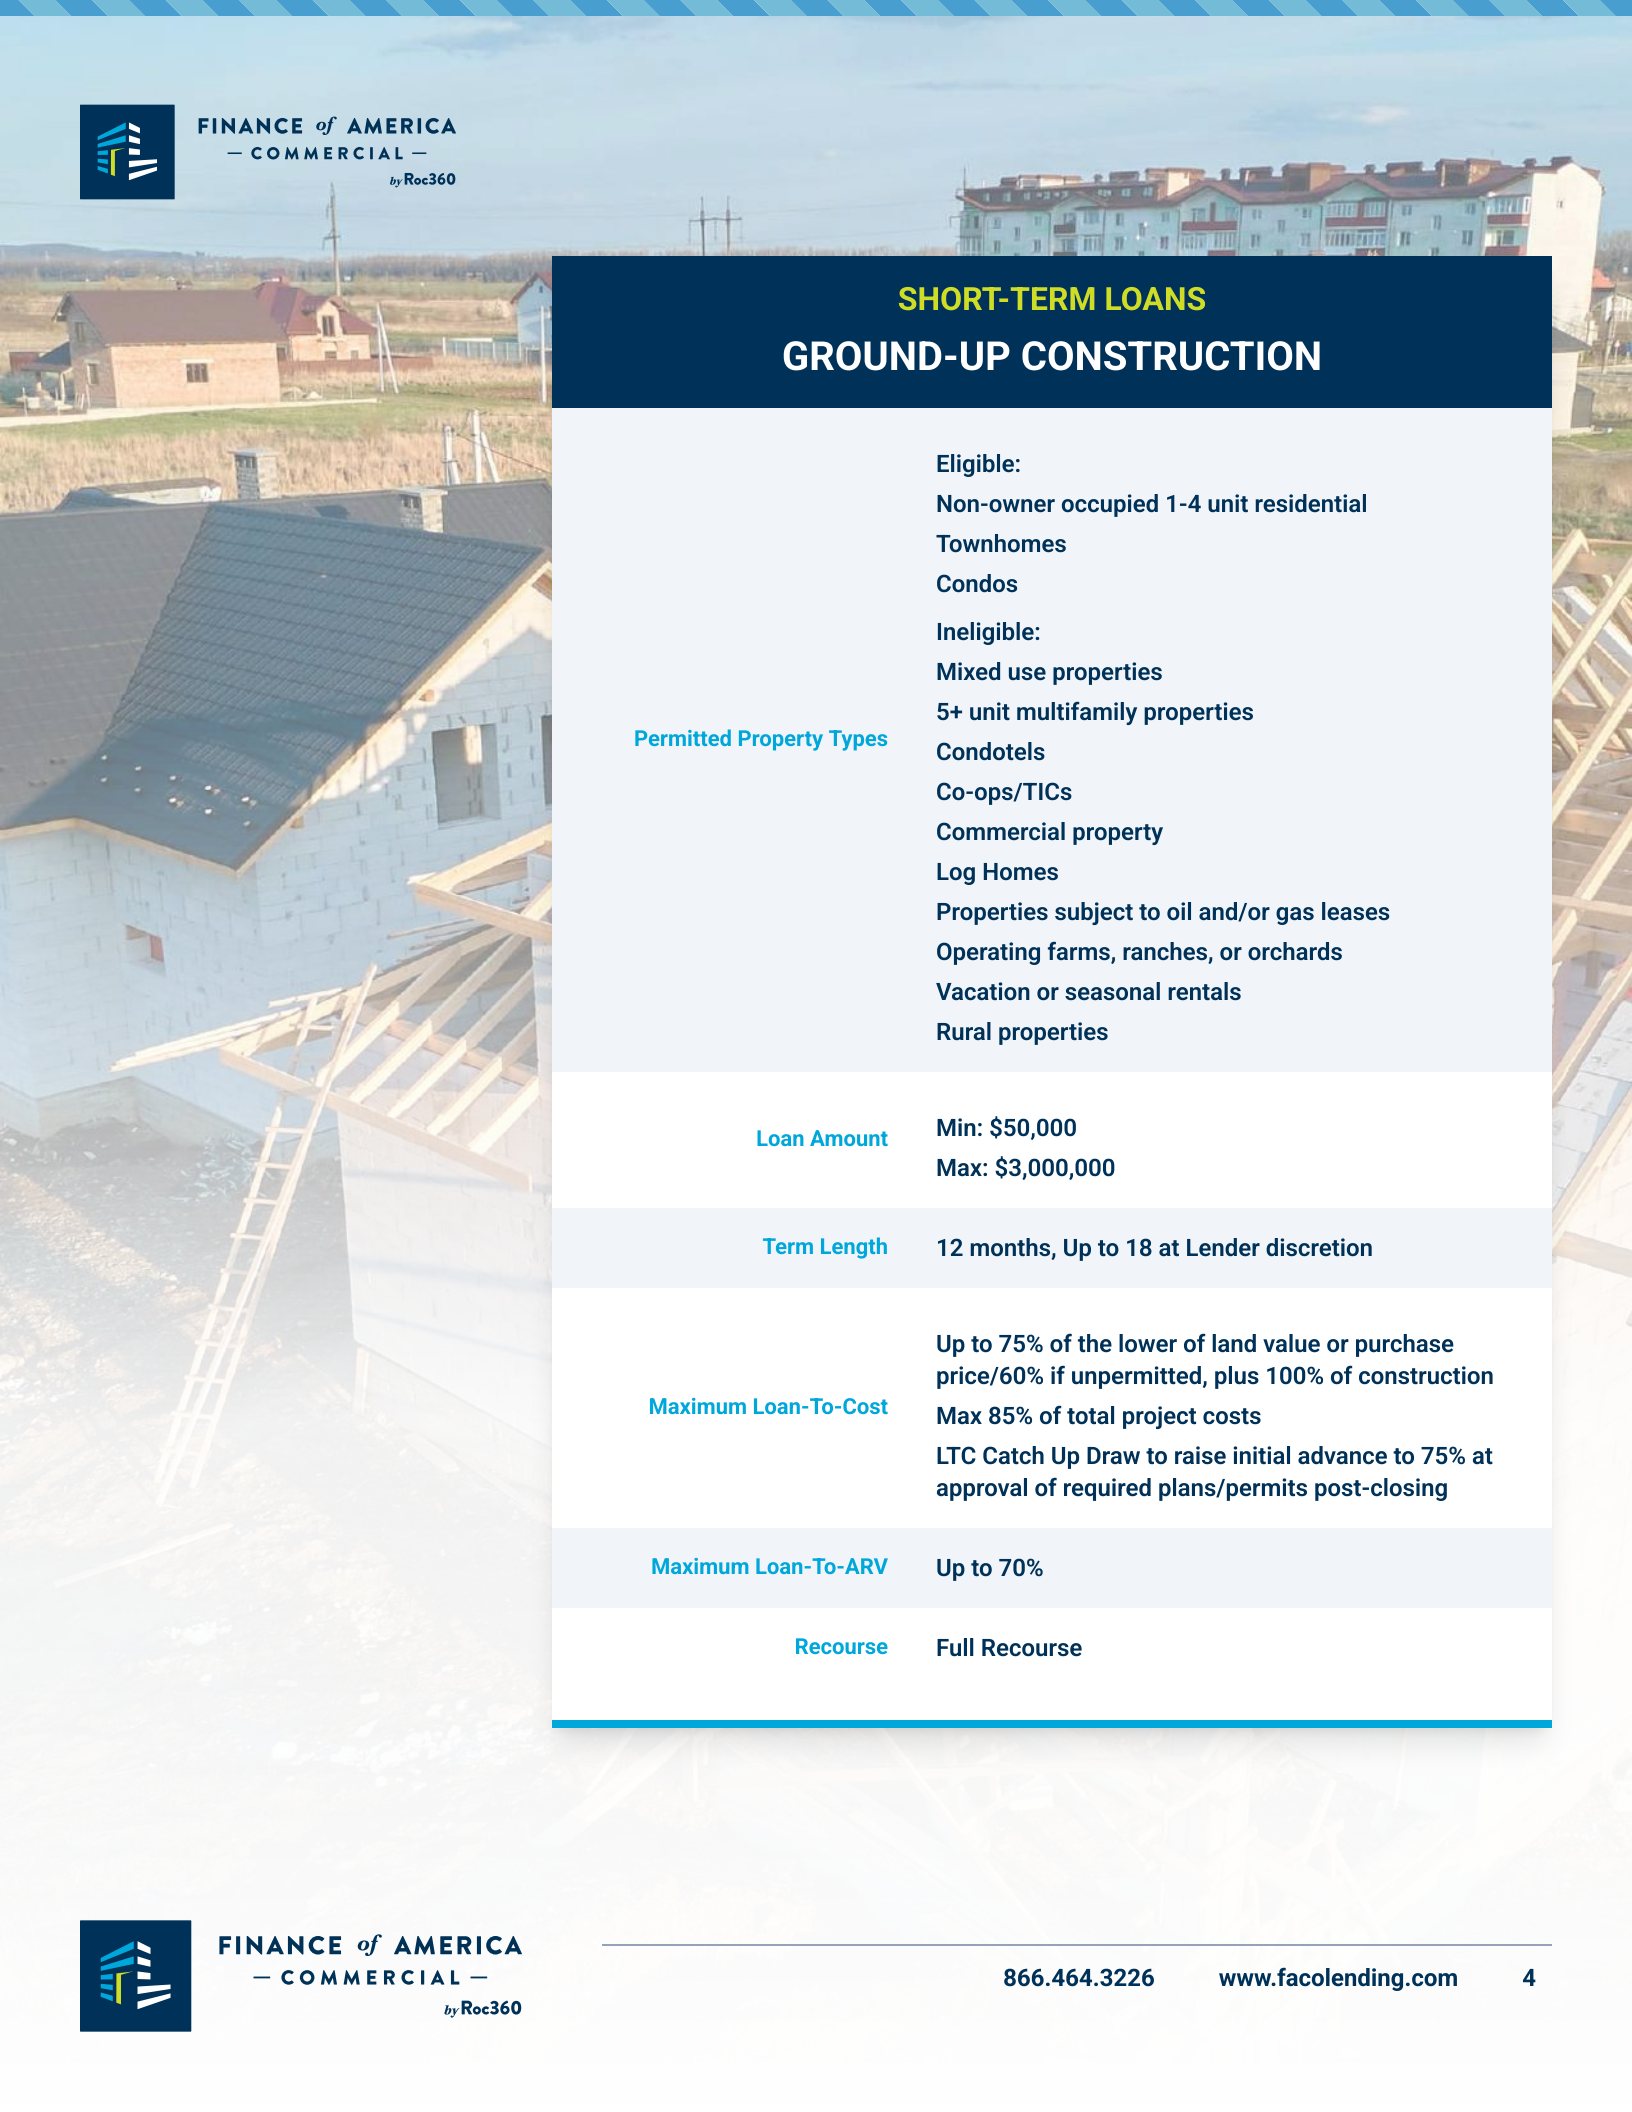 FINANCE of AMERICA
— COMMERCIAL —
by Roc360
SHORT-TERM LOANS
GROUND-UP CONSTRUCTION
Permitted Property Types
Eligible:
Non-owner occupied 1-4 unit residential
Townhomes
Condos
Ineligible:
Mixed use properties
5+ unit multifamily properties
Condotels
Co-ops/TICs
Commercial property
Log Homes
Properties subject to oil and/or gas leases
Operating farms, ranches, or orchards
Vacation or seasonal rentals
Rural properties
Loan Amount
Min: $50,000
Max: $3,000,000
Term Length
12 months, Up to 18 at Lender discretion
Maximum Loan-To-Cost
Up to 75% of the lower of land value or purchase
price/60% if unpermitted, plus 100% of construction
Max 85% of total project costs
LTC Catch Up Draw to raise initial advance to 75% at
approval of required plans/permits post-closing
Maximum Loan-To-ARV
Up to 70%
Recourse
Full Recourse
FINANCE of AMERICA
— COMMERCIAL —
by Roc360
866.464.3226
www.facolending.com
4